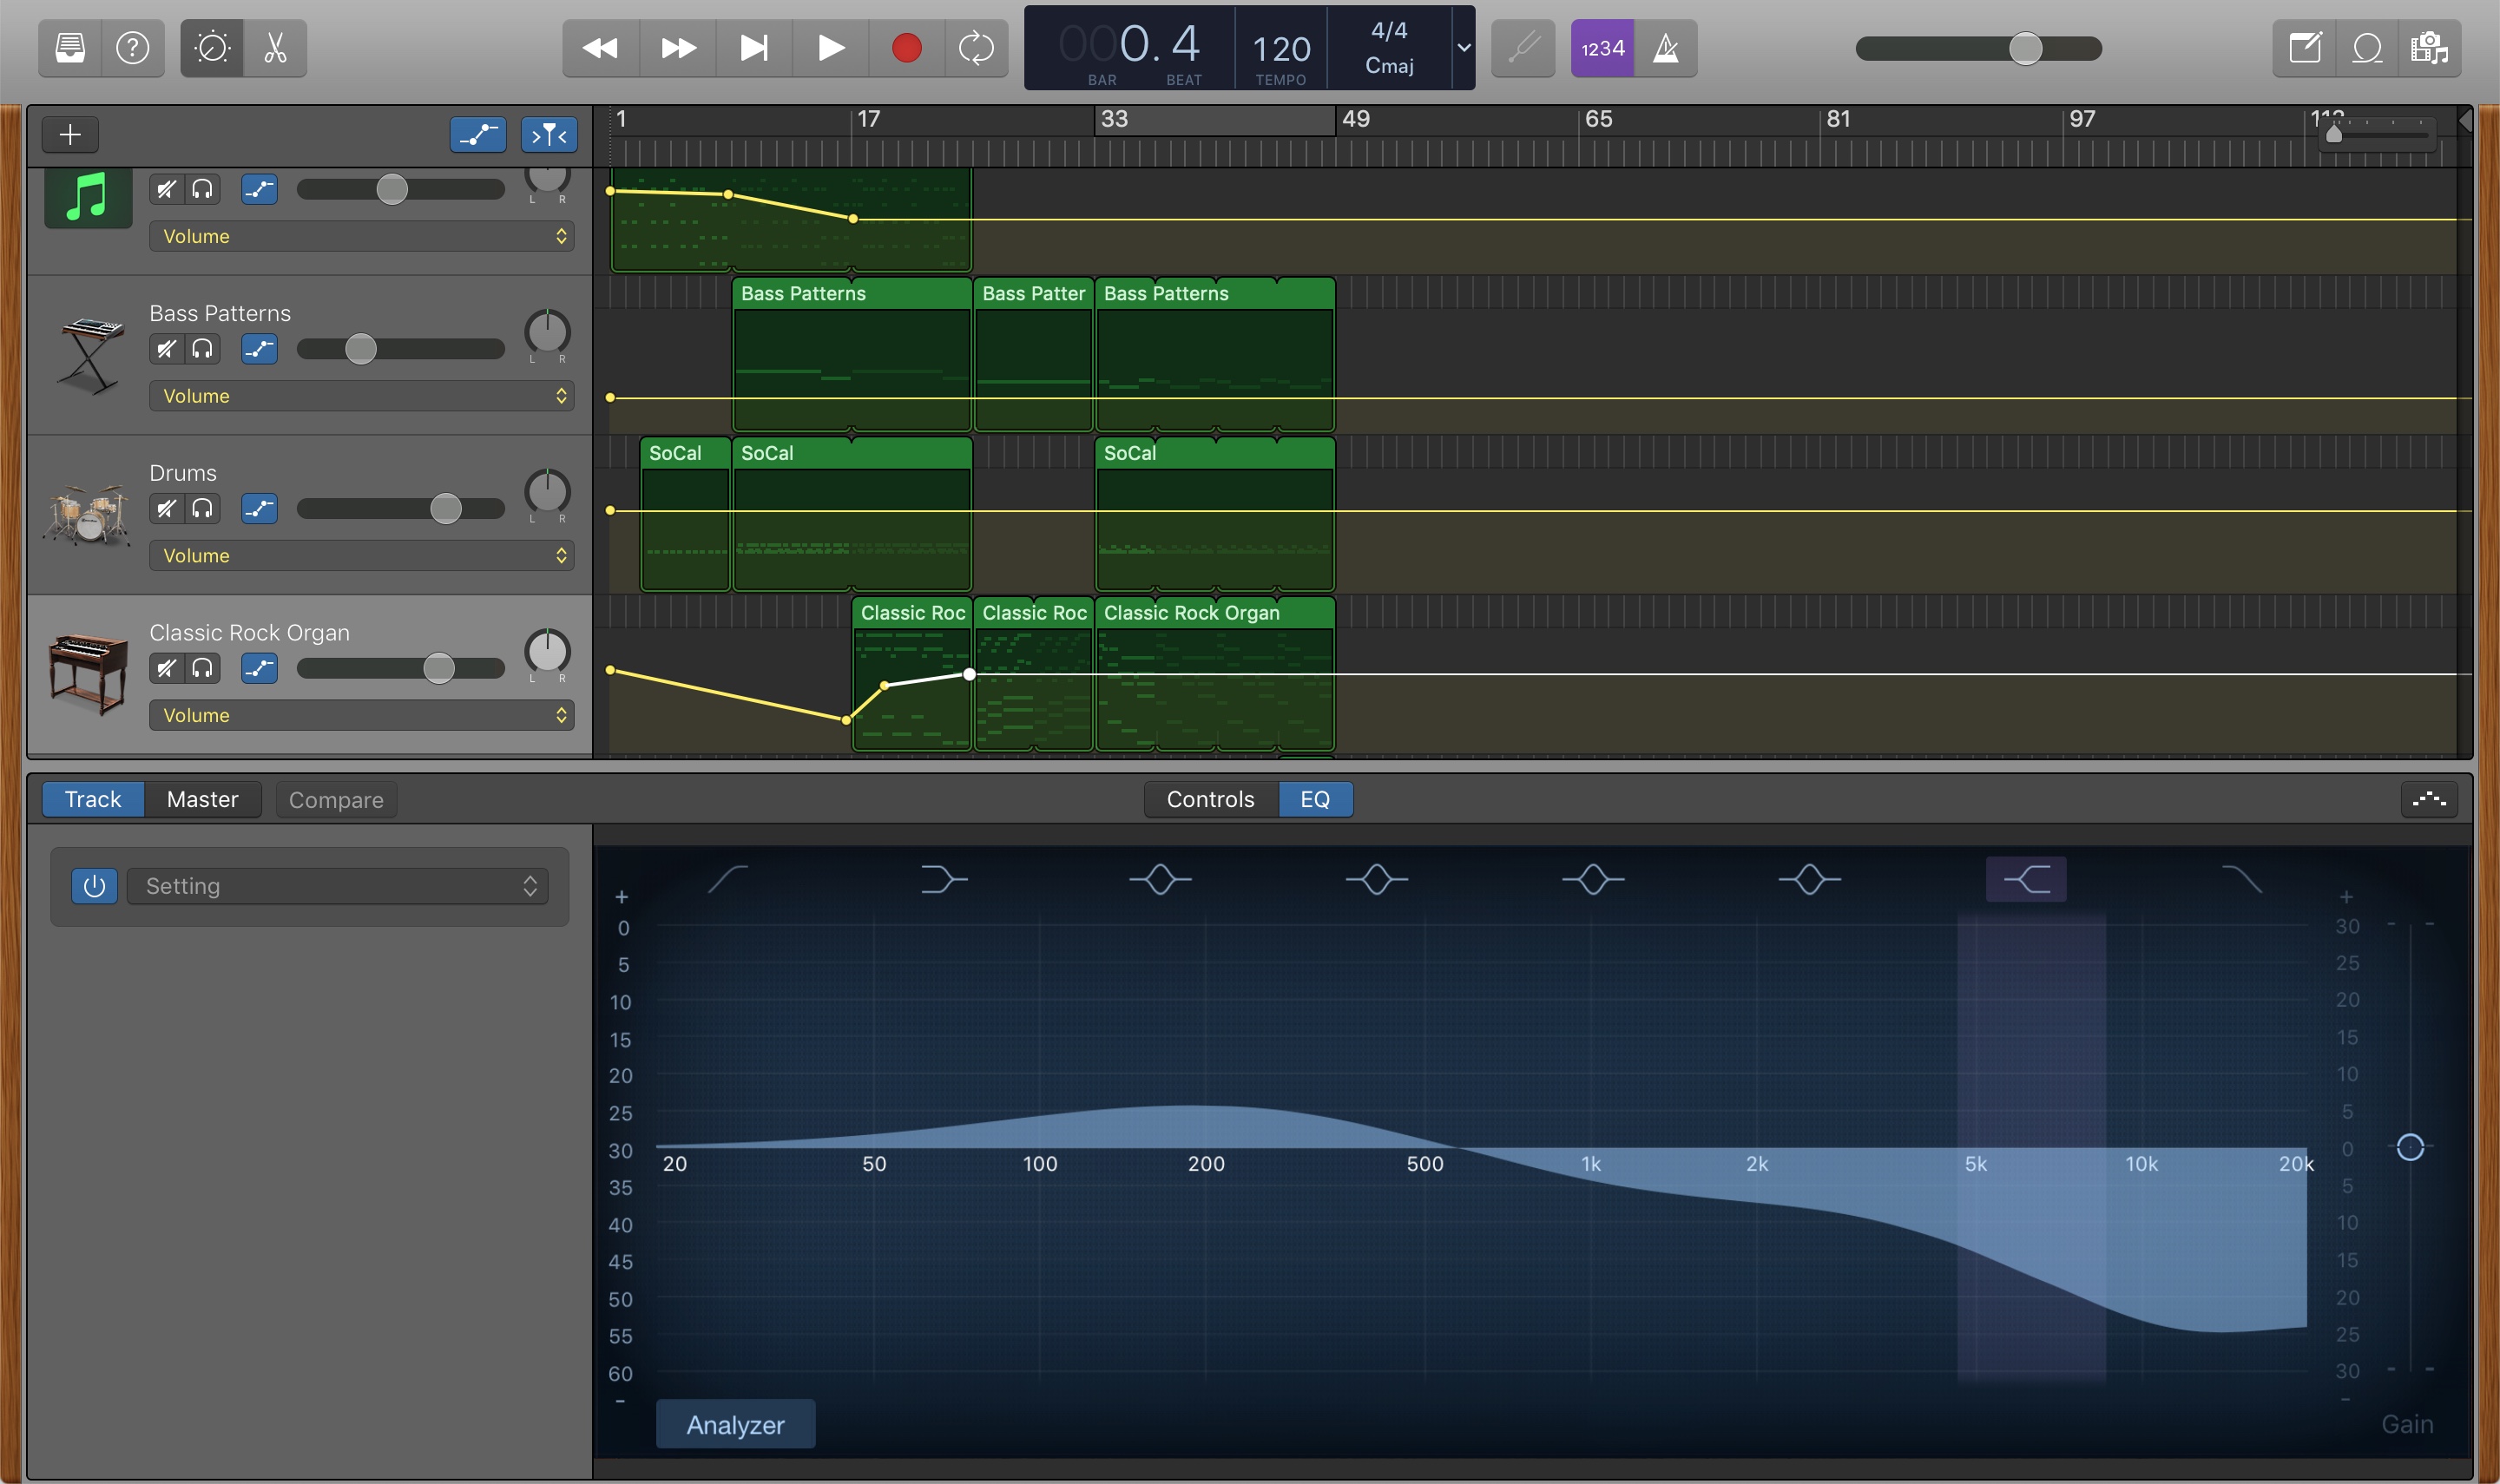 000.4 120 4/4
Cmaj
BAR BEAT TEMPO
1234
1 17 33 49 65 81 97
L R
Volume
Bass Patterns
L R
Volume
Bass Patterns Bass Patter Bass Patterns
Drums
L R
Volume
SoCal SoCal SoCal
Classic Rock Organ
L R
Volume
Classic Roc Classic Roc Classic Rock Organ
Track Master Compare Controls EQ
Setting
+ +
0 30
5 25
10 20
15 15
20 10
25 5
30 0
20 50 100 200 500 1k 2k 5k 10k 20k
35 5
40 10
45 15
50 20
55 25
60 30
- -
Analyzer Gain